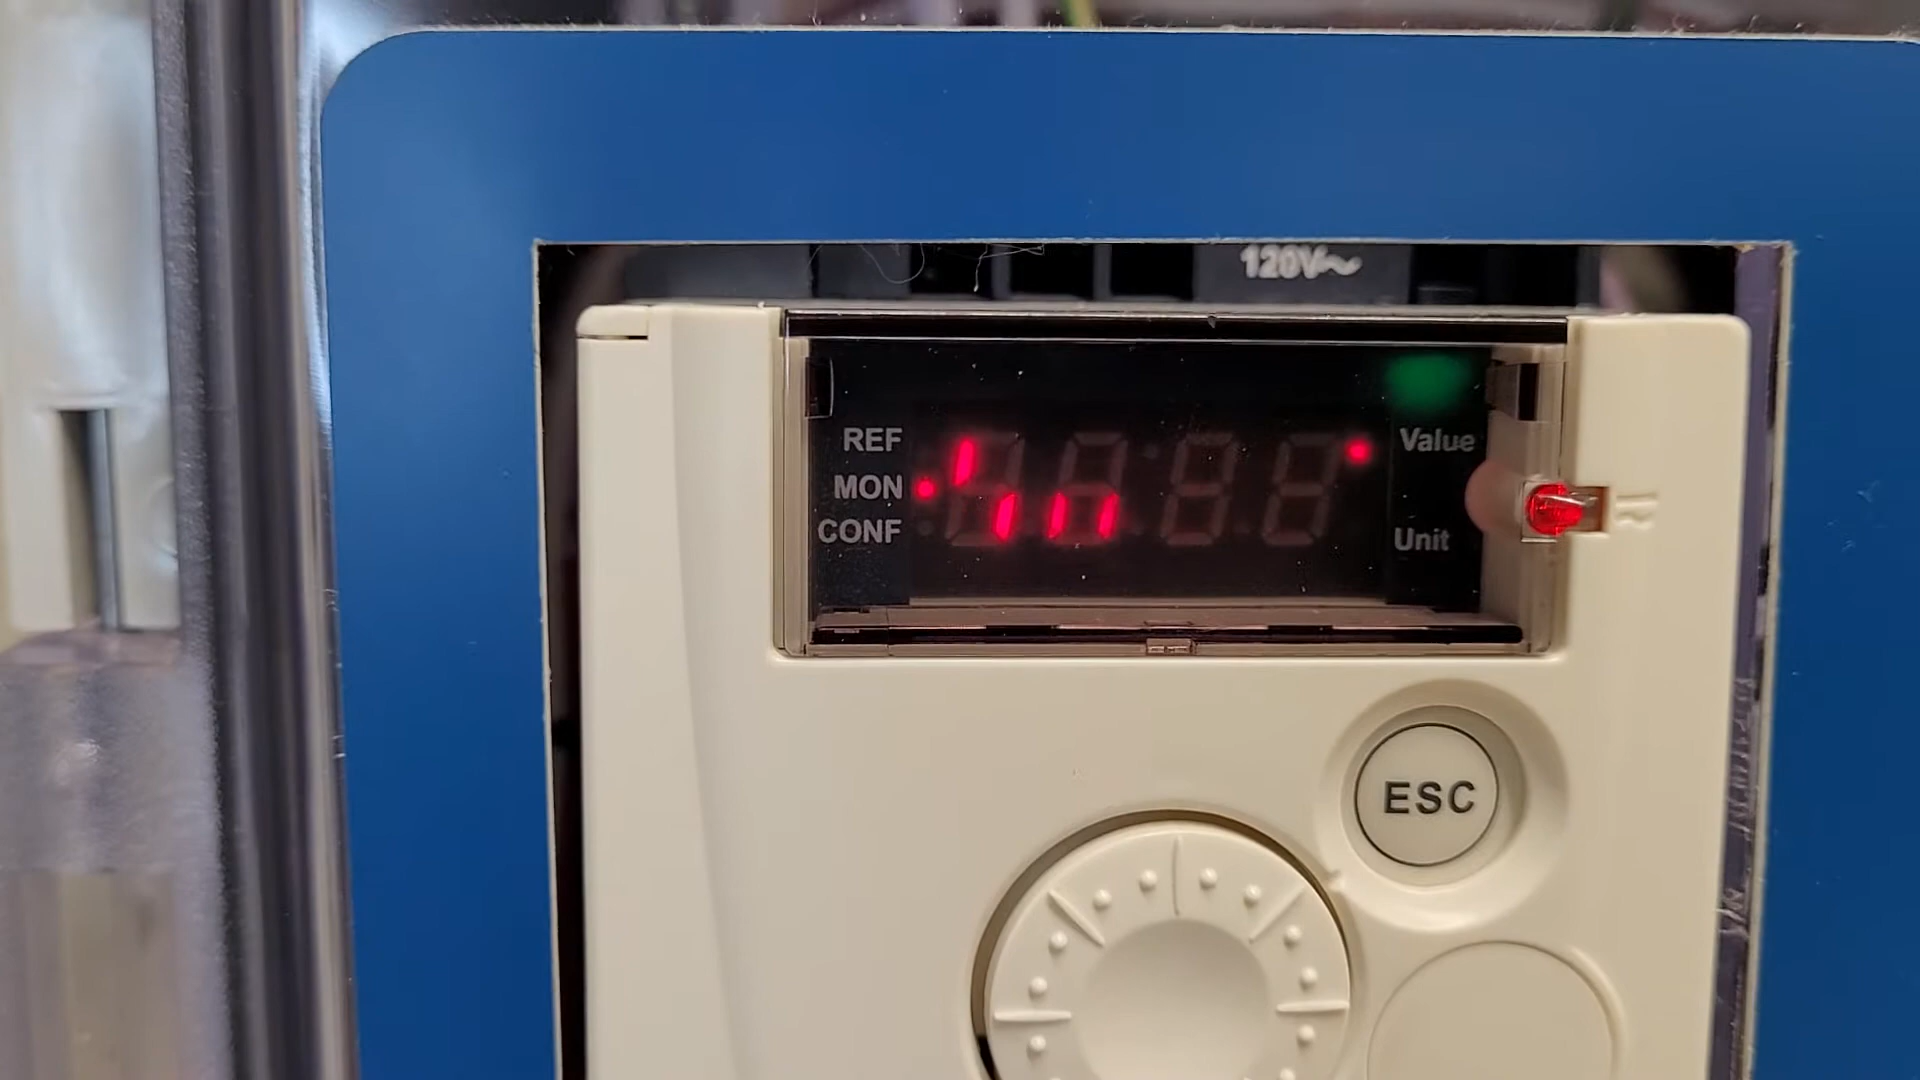 120V~
REF
Value
MON
CONF
Unit
ESC